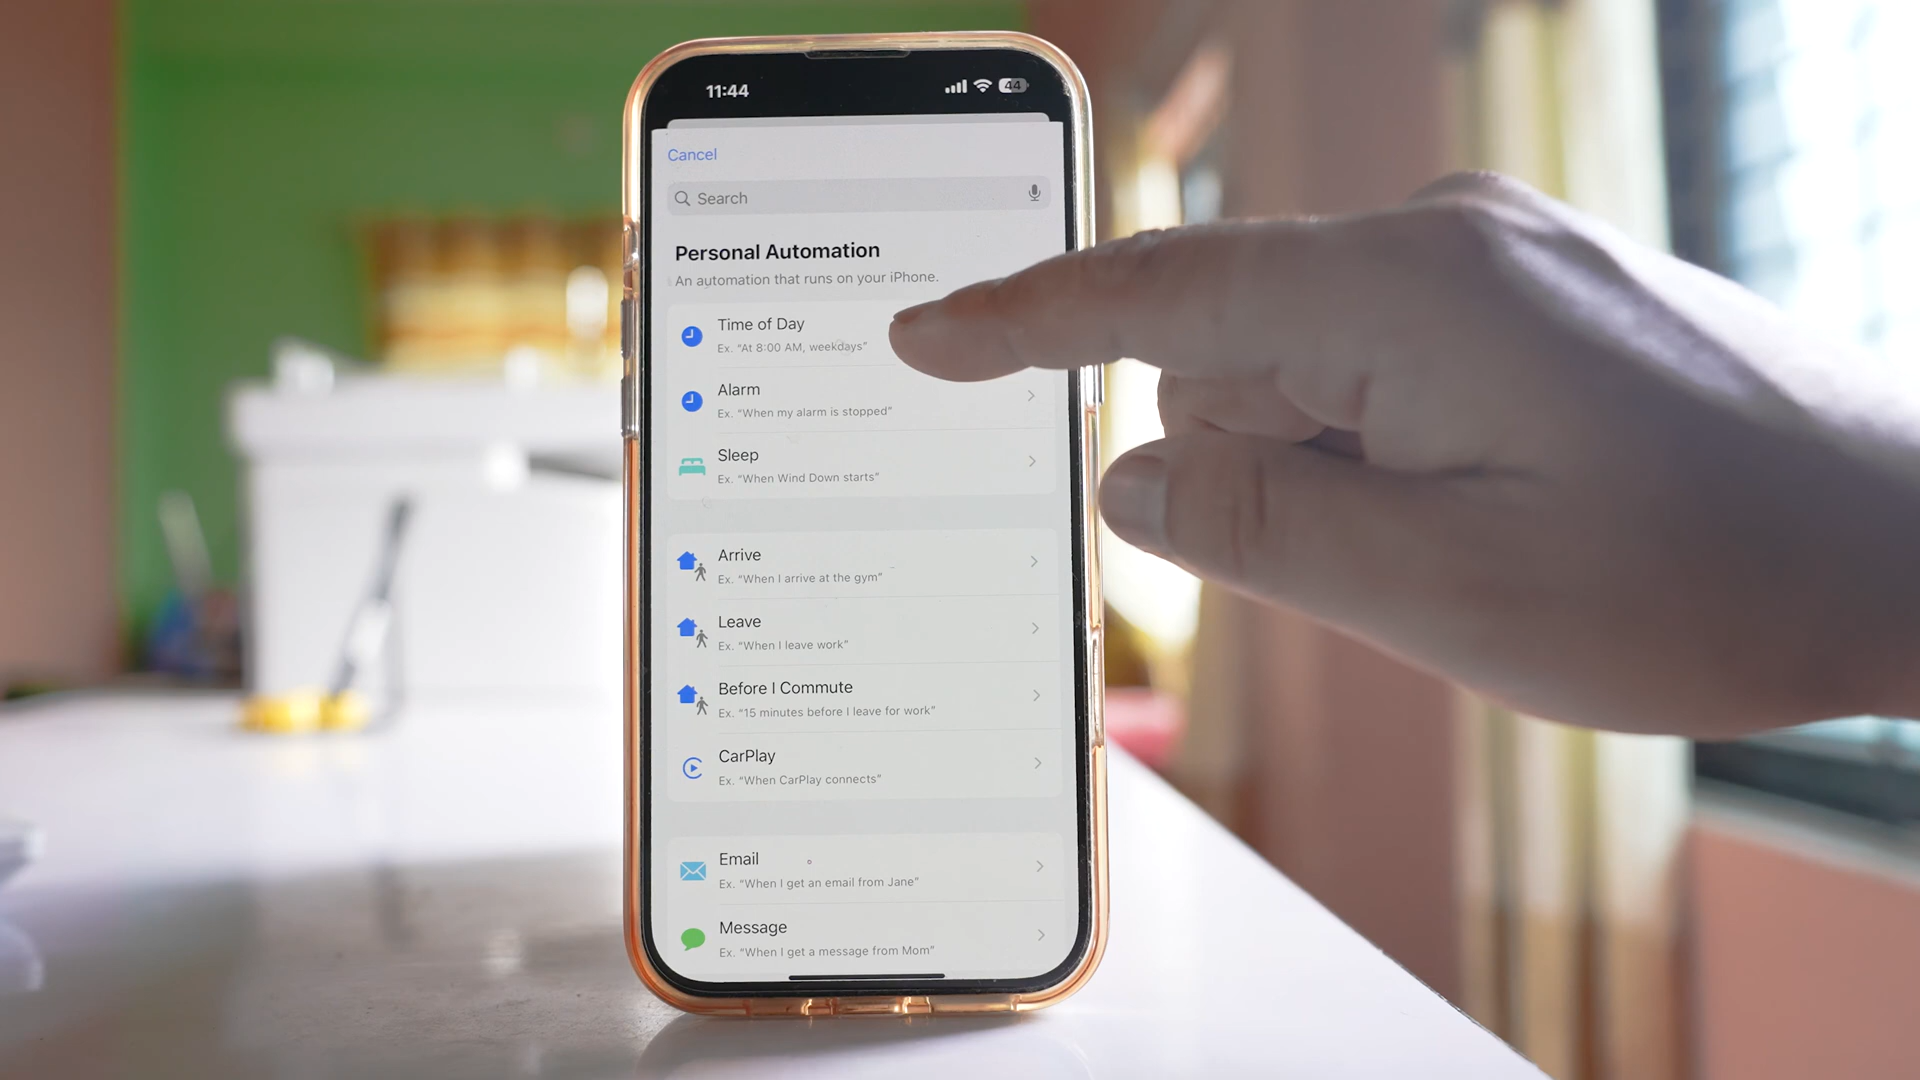 11:44
44
Cancel
Search
Personal Automation
An automation that runs on your iPhone.
Time of Day
Ex. “At 8:00 AM, weekdays”
Alarm
Ex. “When my alarm is stopped”
Sleep
Ex. “When Wind Down starts”
Arrive
Ex. “When I arrive at the gym”
Leave
Ex. “When I leave work”
Before I Commute
Ex. “15 minutes before I leave for work”
CarPlay
Ex. “When CarPlay connects”
Email
Ex. “When I get an email from Jane”
Message
Ex. “When I get a message from Mom”